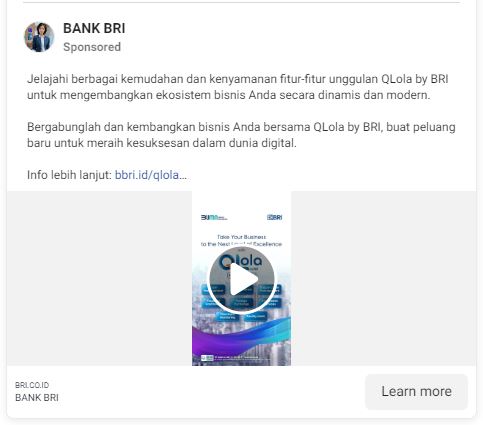 BANK BRI
Sponsored
Jelajahi berbagai kemudahan dan kenyamanan fitur-fitur unggulan QLola by BRI
untuk mengembangkan ekosistem bisnis Anda secara dinamis dan modern.
Bergabunglah dan kembangkan bisnis Anda bersama QLola by BRI, buat peluang
baru untuk meraih kesuksesan dalam dunia digital.
Info lebih lanjut: bbri.id/qlola...
BUMN BRI
Take Your Business
to the Next Level of Excellence
QLola
BRI.CO.ID
BANK BRI
Learn more